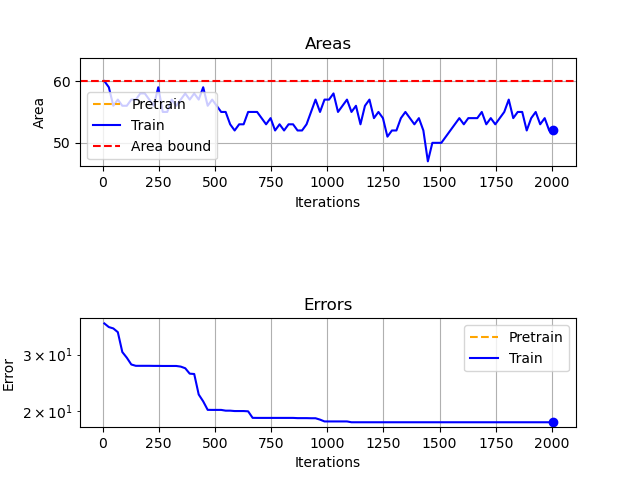 Areas
Area
60
50
Pretrain
Train
Area bound
0 250 500 750 1000 1250 1500 1750 2000
Iterations
Errors
Error
3 × 10¹
2 × 10¹
Pretrain
Train
0 250 500 750 1000 1250 1500 1750 2000
Iterations